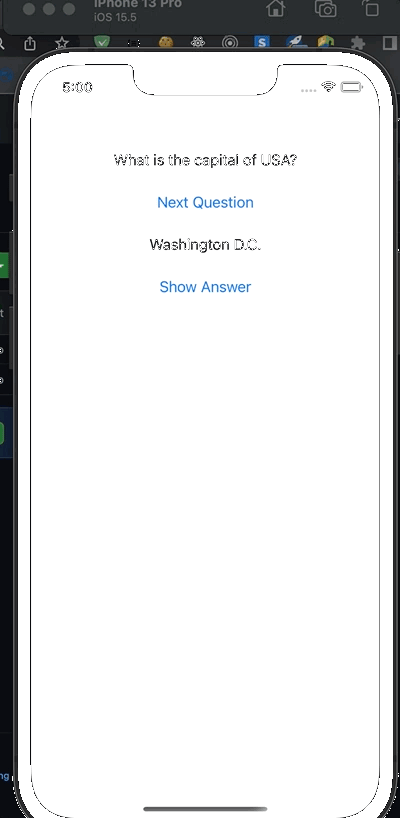 iPhone 13 Pro
iOS 15.5
S
5:00
What is the capital of USA?
Next Question
Washington D.C.
Show Answer
t
ng